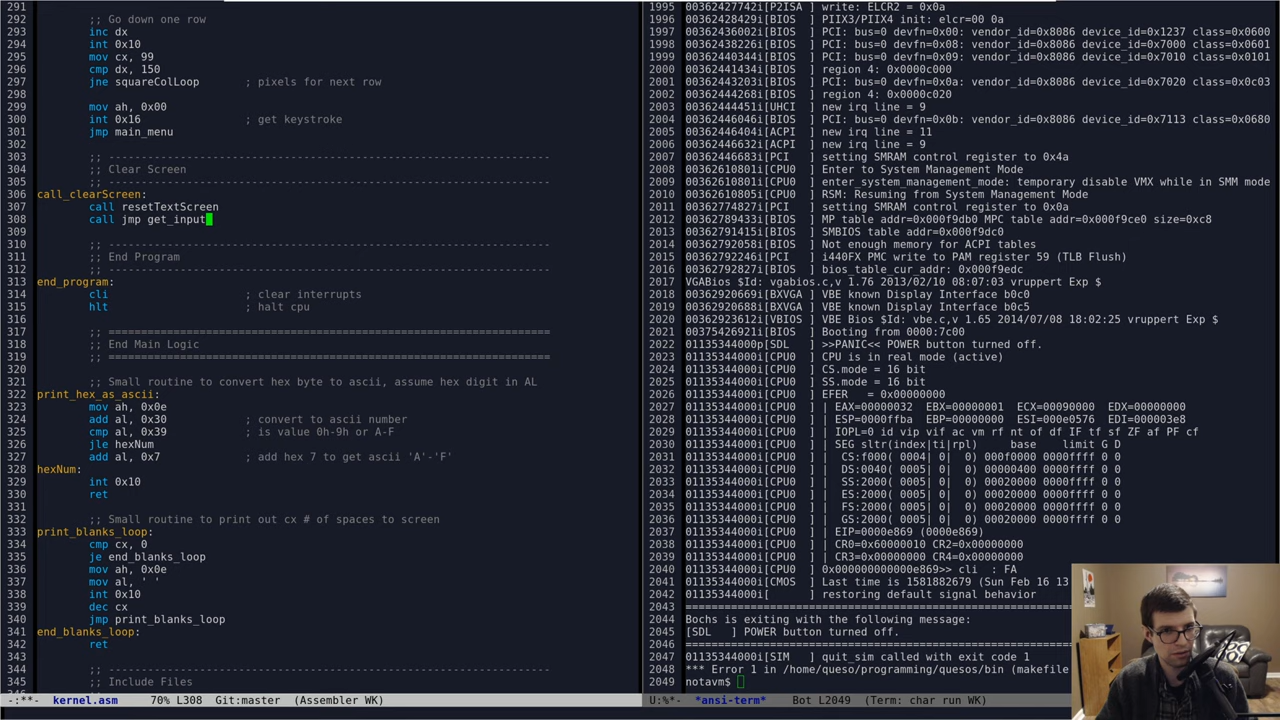 291
292 ;; Go down one row
293 inc dx
294 int 0x10
295 mov cx, 99
296 cmp dx, 150
297 jne squareColLoop ; pixels for next row
298
299 mov ah, 0x00
300 int 0x16 ; get keystroke
301 jmp main_menu
302
303 ;; --------------------------------------------------------------------
304 ;; Clear Screen
305 ;; --------------------------------------------------------------------
306 call_clearScreen:
307 call resetTextScreen
308 call jmp get_input
309
310 ;; --------------------------------------------------------------------
311 ;; End Program
312 ;; --------------------------------------------------------------------
313 end_program:
314 cli ; clear interrupts
315 hlt ; halt cpu
316
317 ;; ====================================================================
318 ;; End Main Logic
319 ;; ====================================================================
320
321 ;; Small routine to convert hex byte to ascii, assume hex digit in AL
322 print_hex_as_ascii:
323 mov ah, 0x0e
324 add al, 0x30 ; convert to ascii number
325 cmp al, 0x39 ; is value 0h-9h or A-F
326 jle hexNum
327 add al, 0x7 ; add hex 7 to get ascii 'A'-'F'
328 hexNum:
329 int 0x10
330 ret
331
332 ;; Small routine to print out cx # of spaces to screen
333 print_blanks_loop:
334 cmp cx, 0
335 je end_blanks_loop
336 mov ah, 0x0e
337 mov al, ' '
338 int 0x10
339 dec cx
340 jmp print_blanks_loop
341 end_blanks_loop:
342 ret
343
344 ;; --------------------------------------------------------------------
345 ;; Include Files
-:**- kernel.asm 70% L308 Git:master (Assembler WK)
1995 00362427742i[P2ISA ] write: ELCR2 = 0x0a
1996 00362428429i[BIOS ] PIIX3/PIIX4 init: elcr=00 0a
1997 00362436002i[BIOS ] PCI: bus=0 devfn=0x00: vendor_id=0x8086 device_id=0x1237 class=0x0600
1998 00362438226i[BIOS ] PCI: bus=0 devfn=0x08: vendor_id=0x8086 device_id=0x7000 class=0x0601
1999 00362440344i[BIOS ] PCI: bus=0 devfn=0x09: vendor_id=0x8086 device_id=0x7010 class=0x0101
2000 00362441434i[BIOS ] region 4: 0x0000c000
2001 00362443203i[BIOS ] PCI: bus=0 devfn=0x0a: vendor_id=0x8086 device_id=0x7020 class=0x0c03
2002 00362444268i[BIOS ] region 4: 0x0000c020
2003 00362444451i[UHCI ] new irq line = 9
2004 00362446046i[BIOS ] PCI: bus=0 devfn=0x0b: vendor_id=0x8086 device_id=0x7113 class=0x0680
2005 00362446404i[ACPI ] new irq line = 11
2006 00362446632i[ACPI ] new irq line = 9
2007 00362446683i[PCI ] setting SMRAM control register to 0x4a
2008 00362610801i[CPU0 ] Enter to System Management Mode
2009 00362610801i[CPU0 ] enter_system_management_mode: temporary disable VMX while in SMM mode
2010 00362610805i[CPU0 ] RSM: Resuming from System Management Mode
2011 00362774827i[PCI ] setting SMRAM control register to 0x0a
2012 00362789433i[BIOS ] MP table addr=0x000f9db0 MPC table addr=0x000f9ce0 size=0xc8
2013 00362791415i[BIOS ] SMBIOS table addr=0x000f9dc0
2014 00362792058i[BIOS ] Not enough memory for ACPI tables
2015 00362792246i[PCI ] i440FX PMC write to PAM register 59 (TLB Flush)
2016 00362792827i[BIOS ] bios_table_cur_addr: 0x000f9edc
2017 VGABios $Id: vgabios.c,v 1.76 2013/02/10 08:07:03 vruppert Exp $
2018 00362920669i[BXVGA ] VBE known Display Interface b0c0
2019 00362920688i[BXVGA ] VBE known Display Interface b0c5
2020 00362923612i[VBIOS ] VBE Bios $Id: vbe.c,v 1.65 2014/07/08 18:02:25 vruppert Exp $
2021 00375426921i[BIOS ] Booting from 0000:7c00
2022 01135344000p[SDL ] >>PANIC<< POWER button turned off.
2023 01135344000i[CPU0 ] CPU is in real mode (active)
2024 01135344000i[CPU0 ] CS.mode = 16 bit
2025 01135344000i[CPU0 ] SS.mode = 16 bit
2026 01135344000i[CPU0 ] EFER = 0x00000000
2027 01135344000i[CPU0 ] | EAX=00000032 EBX=00000001 ECX=00090000 EDX=00000000
2028 01135344000i[CPU0 ] | ESP=0000ffba EBP=00000000 ESI=000e0576 EDI=000003e8
2029 01135344000i[CPU0 ] | IOPL=0 id vip vif ac vm rf nt of df IF tf sf ZF af PF cf
2030 01135344000i[CPU0 ] | SEG sltr(index|ti|rpl) base limit G D
2031 01135344000i[CPU0 ] | CS:f000( 0004| 0| 0) 000f0000 0000ffff 0 0
2032 01135344000i[CPU0 ] | DS:0040( 0005| 0| 0) 00000400 0000ffff 0 0
2033 01135344000i[CPU0 ] | SS:2000( 0005| 0| 0) 00020000 0000ffff 0 0
2034 01135344000i[CPU0 ] | ES:2000( 0005| 0| 0) 00020000 0000ffff 0 0
2035 01135344000i[CPU0 ] | FS:2000( 0005| 0| 0) 00020000 0000ffff 0 0
2036 01135344000i[CPU0 ] | GS:2000( 0005| 0| 0) 00020000 0000ffff 0 0
2037 01135344000i[CPU0 ] | EIP=0000e869 (0000e869)
2038 01135344000i[CPU0 ] | CR0=0x60000010 CR2=0x00000000
2039 01135344000i[CPU0 ] | CR3=0x00000000 CR4=0x00000000
2040 01135344000i[CPU0 ] 0x000000000000e869>> cli : FA
2041 01135344000i[CMOS ] Last time is 1581882679 (Sun Feb 16 13
2042 01135344000i[ ] restoring default signal behavior
2043 ===========================================================
2044 Bochs is exiting with the following message:
2045 [SDL ] POWER button turned off.
2046 ===========================================================
2047 01135344000i[SIM ] quit_sim called with exit code 1
2048 *** Error 1 in /home/queso/programming/quesos/bin (makefile
2049 notavm$
U:%*- *ansi-term* Bot L2049 (Term: char run WK)